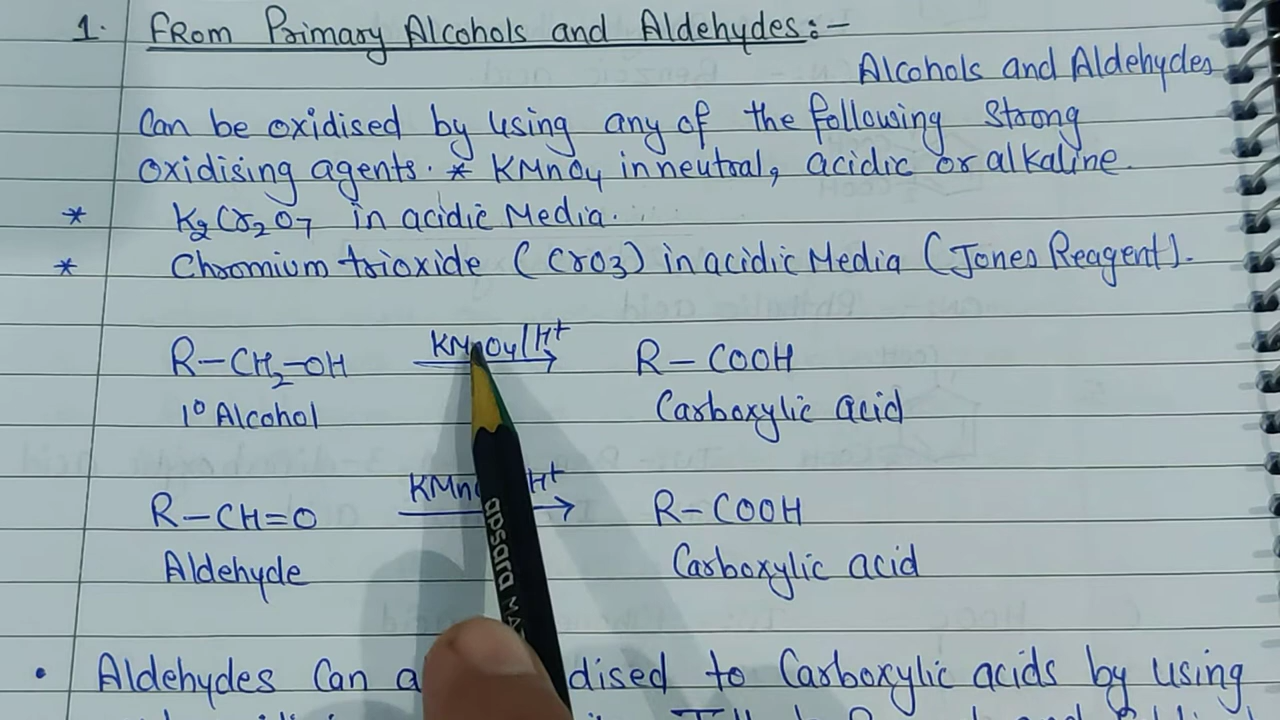 1. FROM Primary Alcohols and Aldehydes:-
Alcohols and Aldehydes
Can be oxidised by using any of the following strong
oxidising agents. * KMnO4 in neutral, acidic or alkaline.
* K2Cr2O7 in acidic Media.
* Chromium trioxide (CrO3) in acidic Media (Jones Reagent).
R-CH2-OH KMnO4/H+ R-COOH
1° Alcohol Carboxylic acid
H+
R-CH=O R-COOH
Aldehyde Carboxylic acid
apsara
• Aldehydes Can to Carboxylic acids by using